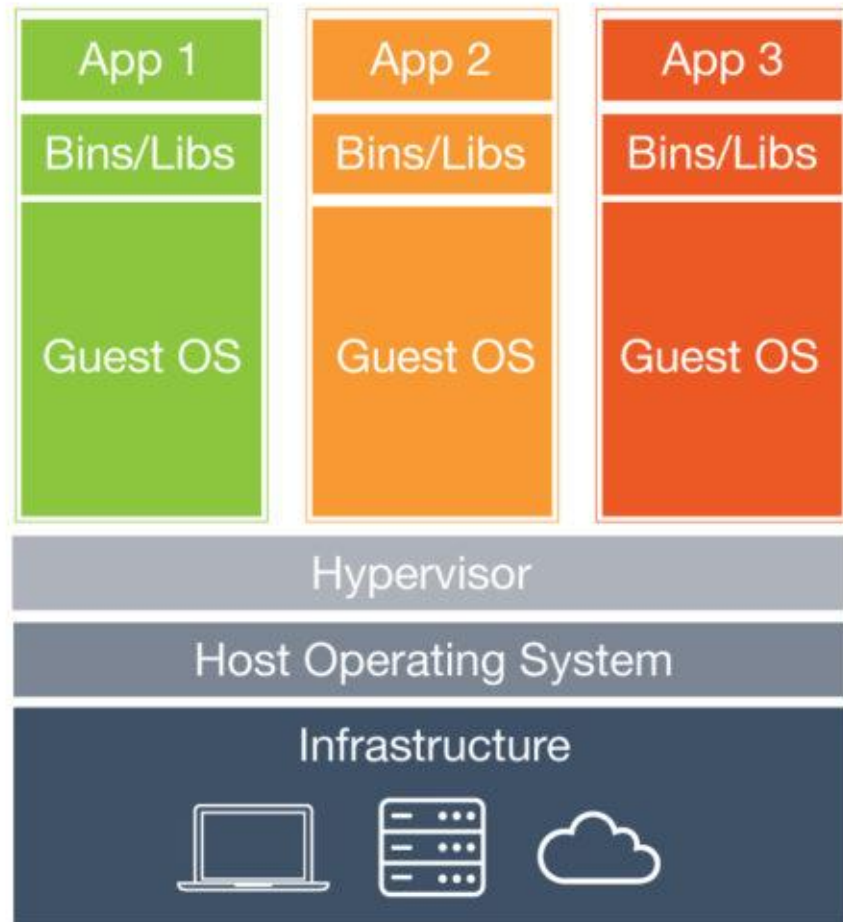 App 1
App 2
App 3
Bins/Libs
Bins/Libs
Bins/Libs
Guest OS
Guest OS
Guest OS
Hypervisor
Host Operating System
Infrastructure